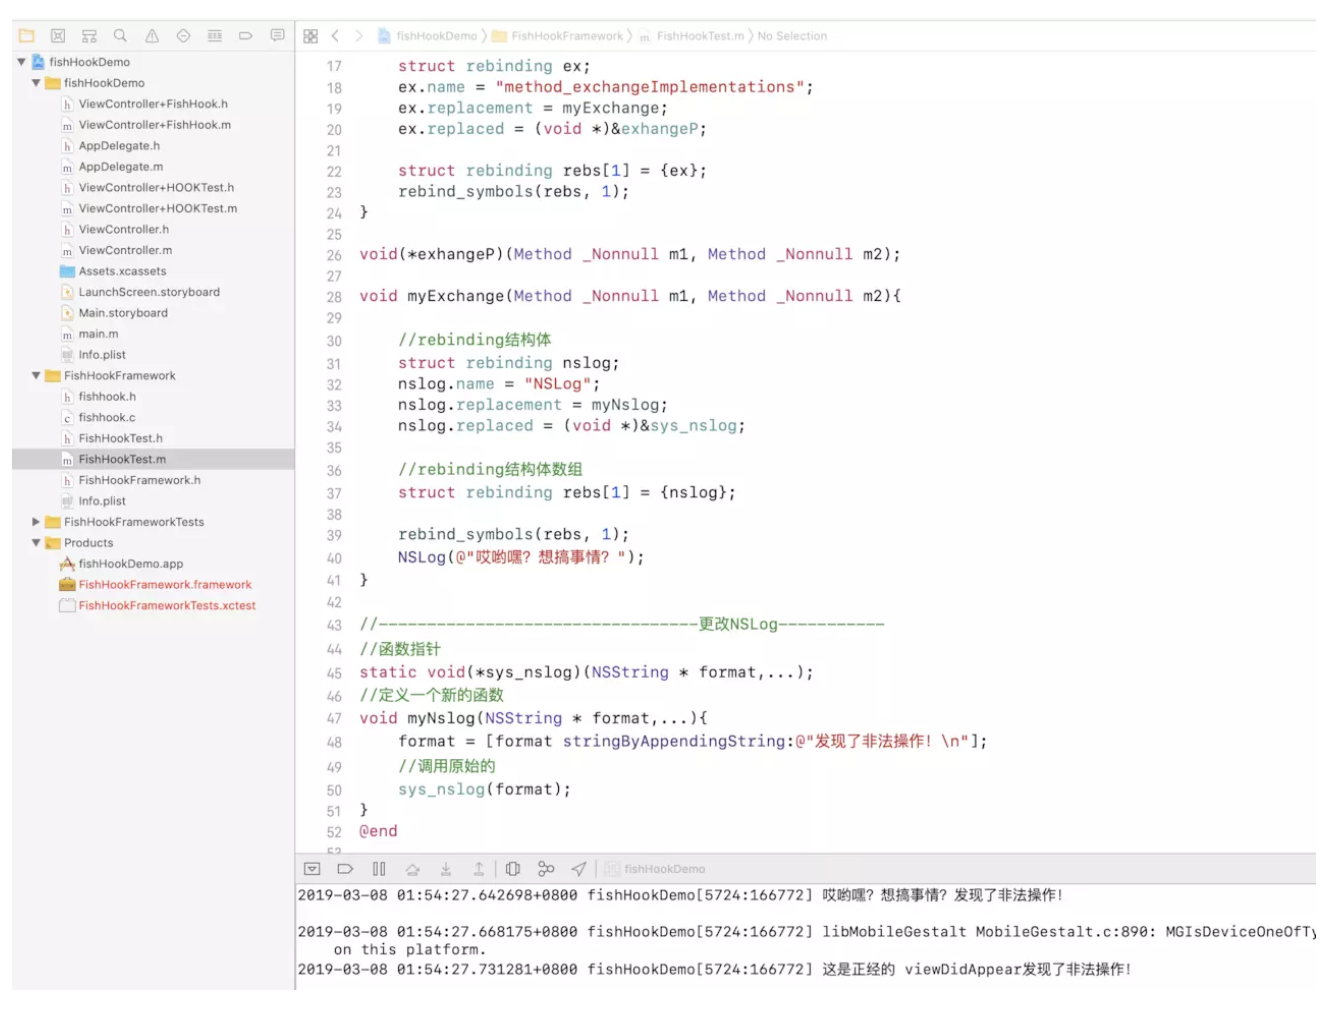 fishHookDemo 〉 FishHookFramework 〉 m FishHookTest.m 〉 No Selection
fishHookDemo
fishHookDemo
h ViewController+FishHook.h
m ViewController+FishHook.m
h AppDelegate.h
m AppDelegate.m
h ViewController+HOOKTest.h
m ViewController+HOOKTest.m
h ViewController.h
m ViewController.m
Assets.xcassets
LaunchScreen.storyboard
Main.storyboard
m main.m
Info.plist
FishHookFramework
h fishhook.h
c fishhook.c
h FishHookTest.h
m FishHookTest.m
h FishHookFramework.h
Info.plist
FishHookFrameworkTests
Products
fishHookDemo.app
FishHookFramework.framework
FishHookFrameworkTests.xctest
17 struct rebinding ex;
18 ex.name = "method_exchangeImplementations";
19 ex.replacement = myExchange;
20 ex.replaced = (void *)&exhangeP;
21
22 struct rebinding rebs[1] = {ex};
23 rebind_symbols(rebs, 1);
24 }
25
26 void(*exhangeP)(Method _Nonnull m1, Method _Nonnull m2);
27
28 void myExchange(Method _Nonnull m1, Method _Nonnull m2){
29
30 //rebinding结构体
31 struct rebinding nslog;
32 nslog.name = "NSLog";
33 nslog.replacement = myNslog;
34 nslog.replaced = (void *)&sys_nslog;
35
36 //rebinding结构体数组
37 struct rebinding rebs[1] = {nslog};
38
39 rebind_symbols(rebs, 1);
40 NSLog(@"哎哟嘿？想搞事情？");
41 }
42
43 //---------------------------------更改NSLog-----------
44 //函数指针
45 static void(*sys_nslog)(NSString * format,...);
46 //定义一个新的函数
47 void myNslog(NSString * format,...){
48 format = [format stringByAppendingString:@"发现了非法操作！\n"];
49 //调用原始的
50 sys_nslog(format);
51 }
52 @end
fishHookDemo
2019-03-08 01:54:27.642698+0800 fishHookDemo[5724:166772] 哎哟嘿？想搞事情？发现了非法操作！
2019-03-08 01:54:27.668175+0800 fishHookDemo[5724:166772] libMobileGestalt MobileGestalt.c:890: MGIsDeviceOneOfTy
on this platform.
2019-03-08 01:54:27.731281+0800 fishHookDemo[5724:166772] 这是正经的 viewDidAppear发现了非法操作！